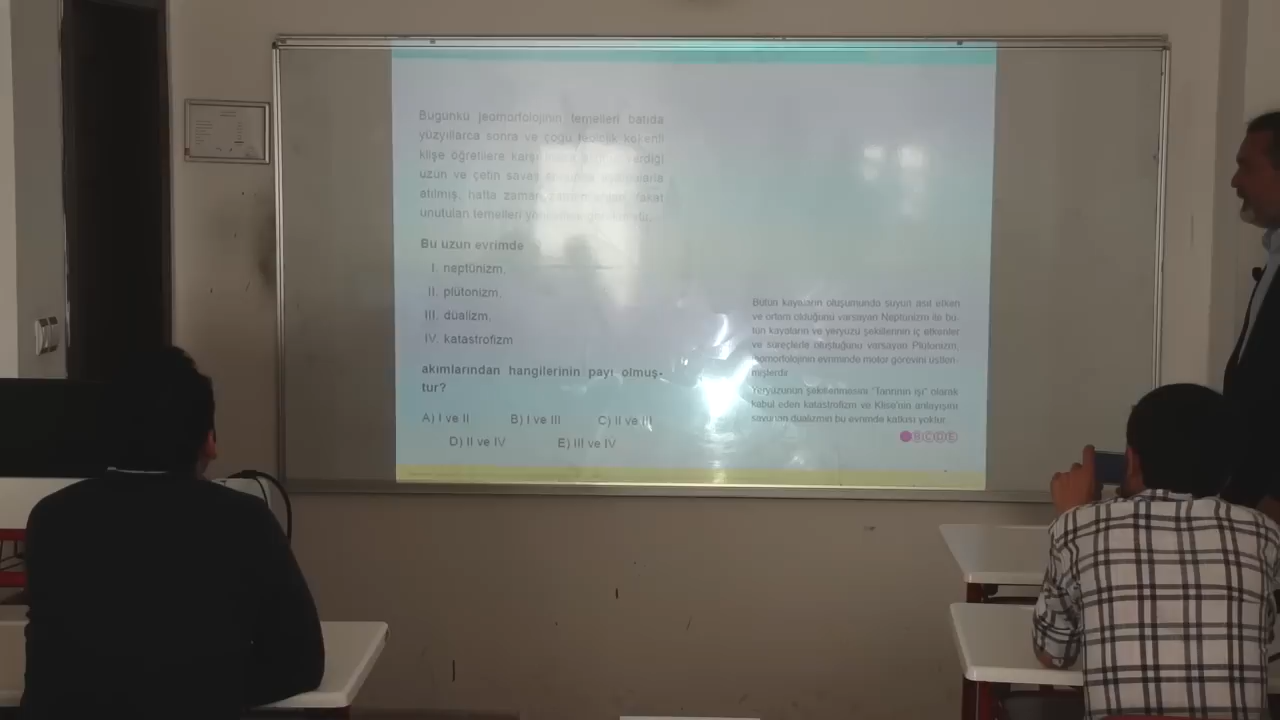 Bugünkü jeomorfolojinin temelleri batıda
yüzyıllarca sonra ve çoğu kökenli
klişe öğretilere karşı verdiği
uzun ve çetin savaş
atılmış, hatta zaman fakat
unutulan temelleri
Bu uzun evrimde
I. neptünizm,
II. plütonizm,
III. düalizm,
IV. katastrofizm
akımlarından hangilerinin payı olmuş-
tur?
A) I ve II B) I ve III C) II ve III
D) II ve IV E) III ve IV
Bütün kayaların oluşumunda suyun asıl etken
ve ortam olduğunu varsayan Neptünizm ile bü-
tün kayaların ve yeryüzü şekillerinin iç etkenler
ve süreçlerle oluştuğunu varsayan Plütonizm,
jeomorfolojinin evriminde motor görevini üstlen-
mişlerdir.
Yeryüzünün şekillenmesini "Tanrının işi" olarak
kabul eden katastrofizm ve Klise'nin anlayışını
savunan düalizmin bu evrimde katkısı yoktur.
B C D E